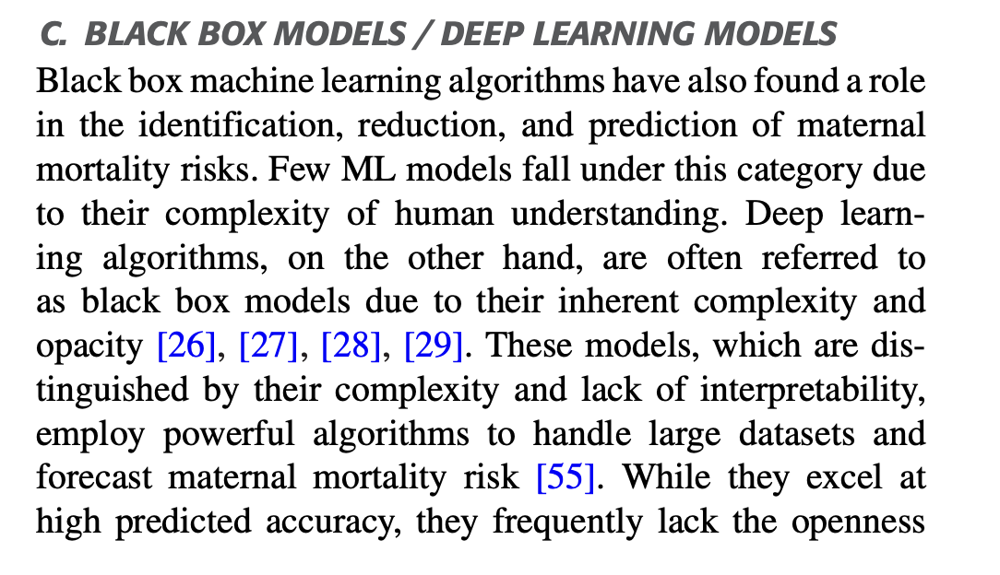 C. BLACK BOX MODELS / DEEP LEARNING MODELS
Black box machine learning algorithms have also found a role
in the identification, reduction, and prediction of maternal
mortality risks. Few ML models fall under this category due
to their complexity of human understanding. Deep learn-
ing algorithms, on the other hand, are often referred to
as black box models due to their inherent complexity and
opacity [26], [27], [28], [29]. These models, which are dis-
tinguished by their complexity and lack of interpretability,
employ powerful algorithms to handle large datasets and
forecast maternal mortality risk [55]. While they excel at
high predicted accuracy, they frequently lack the openness